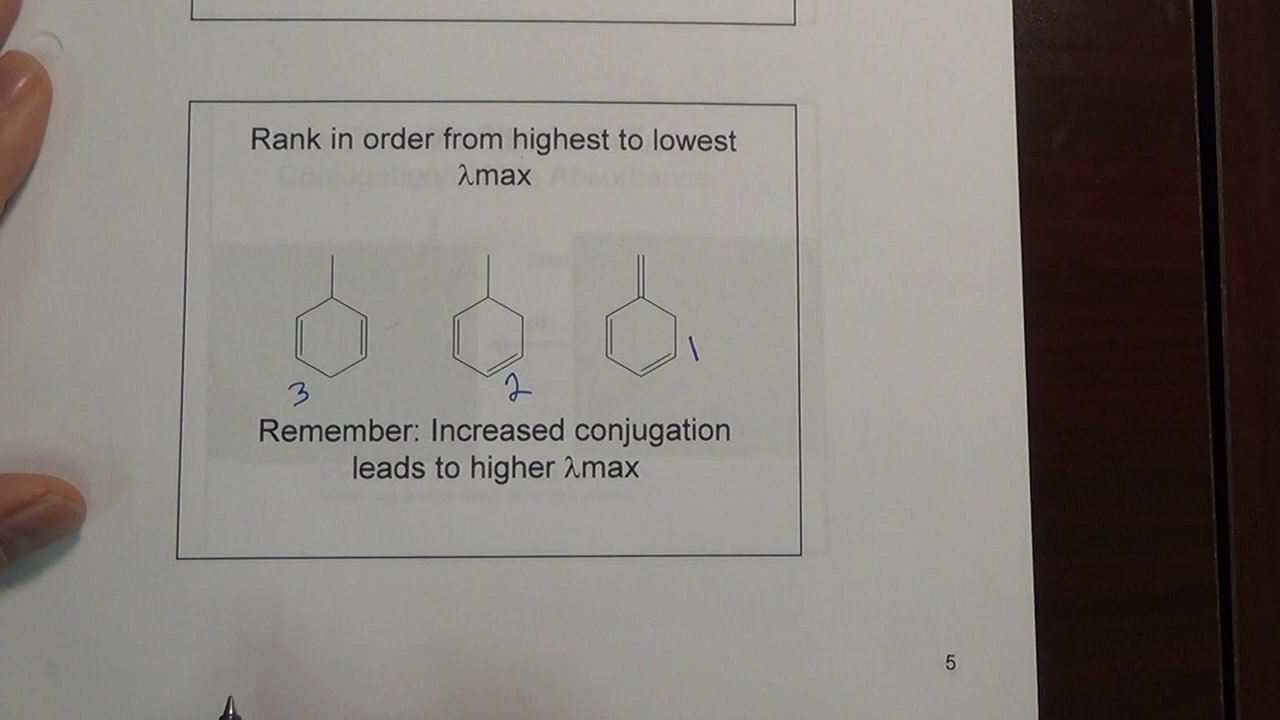 Rank in order from highest to lowest
λmax
1
3
2
Remember: Increased conjugation
leads to higher λmax
5